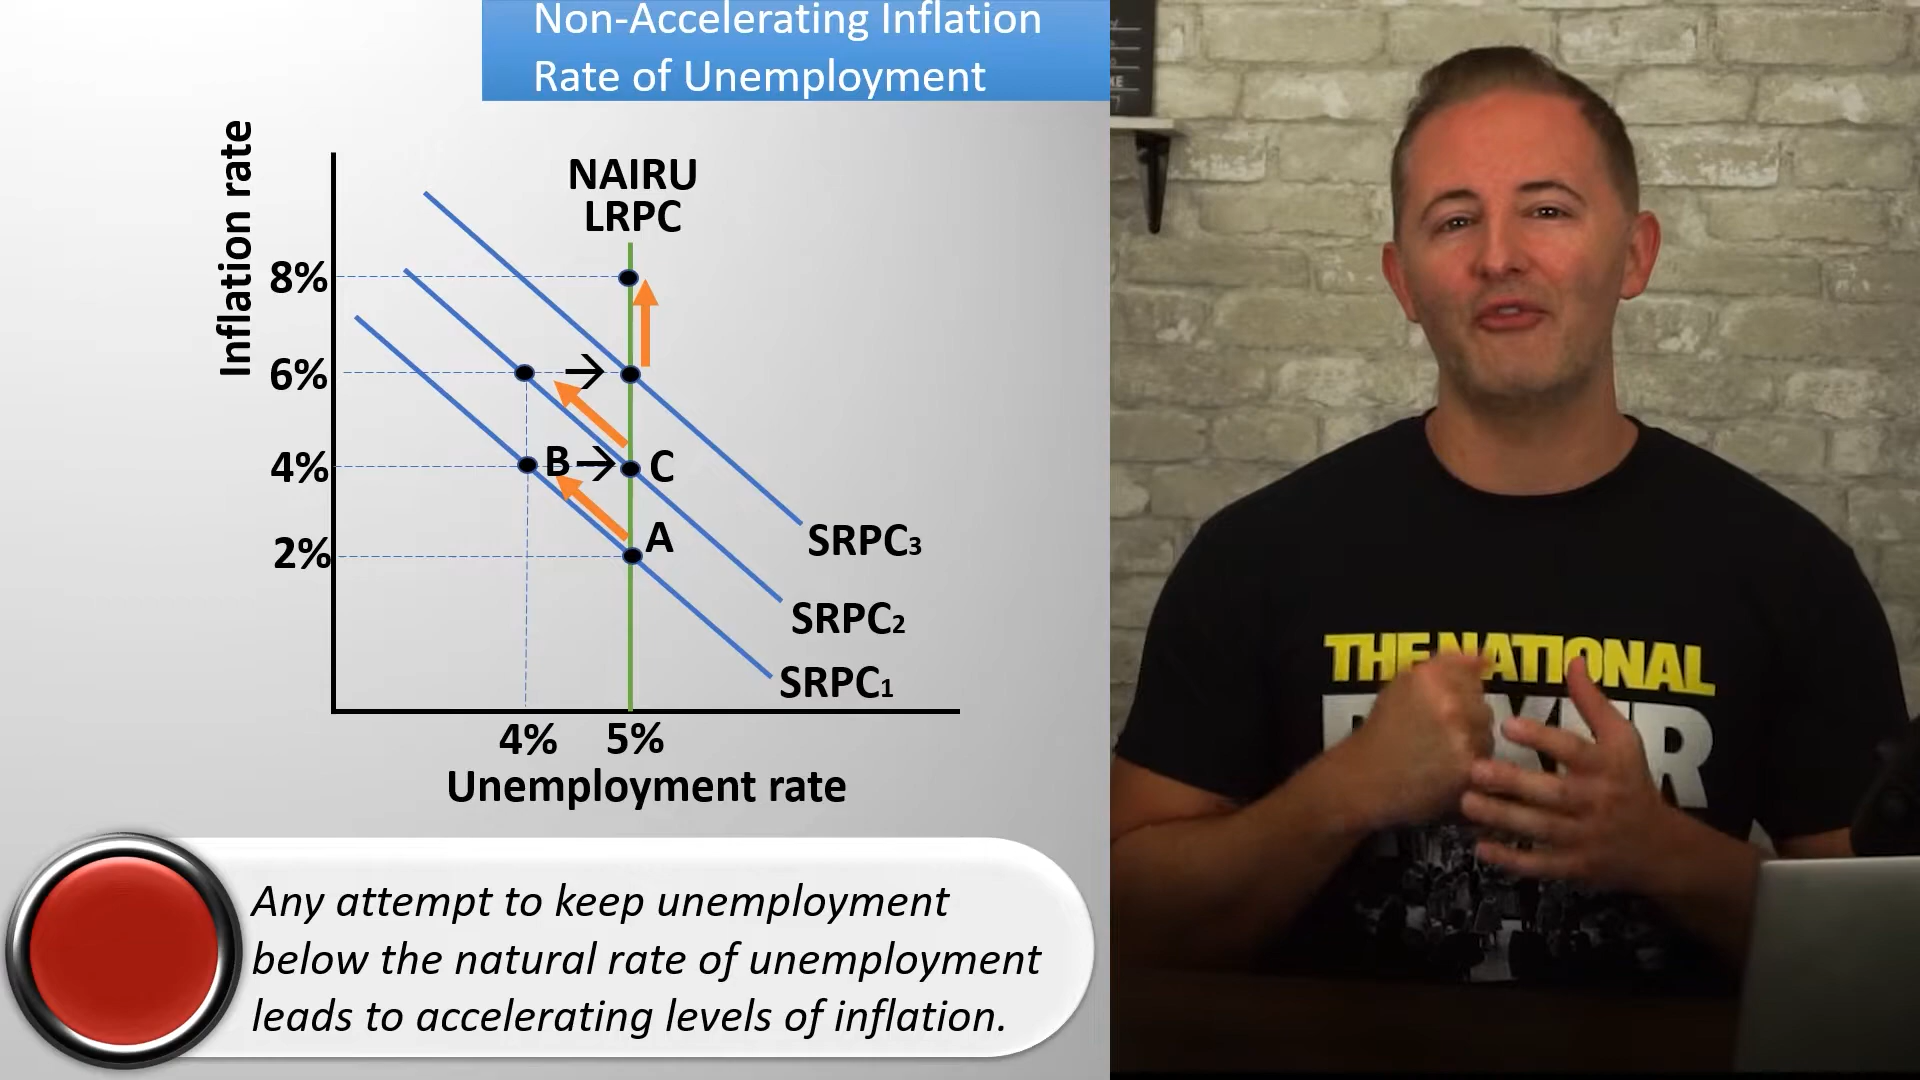 Non-Accelerating Inflation
Rate of Unemployment
Inflation rate
NAIRU
LRPC
8%
6%
→
4%
B→
C
A
2%
SRPC3
SRPC2
SRPC1
4%
5%
Unemployment rate
Any attempt to keep unemployment
below the natural rate of unemployment
leads to accelerating levels of inflation.
THE NATIONAL